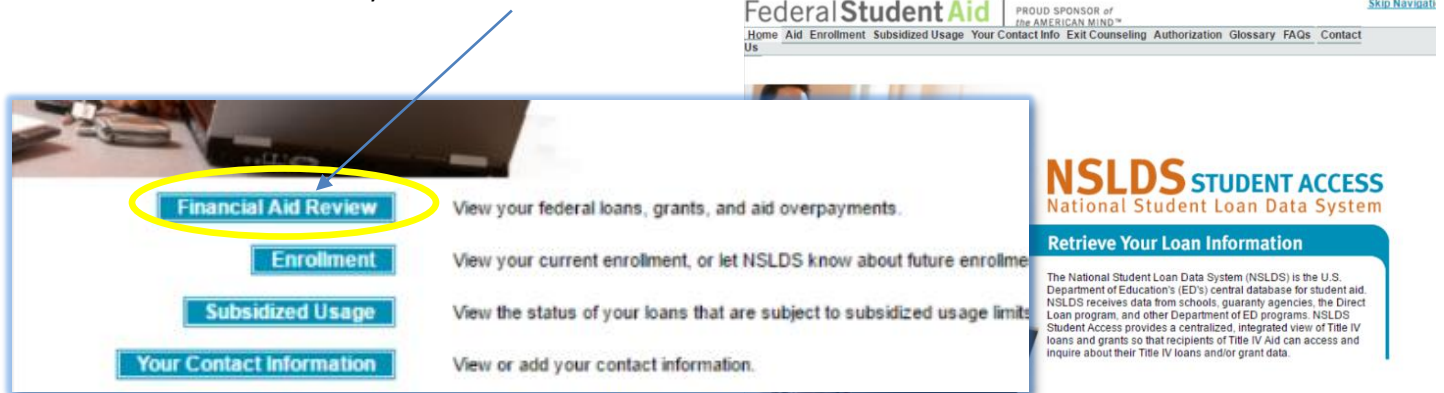 Federal Student Aid
PROUD SPONSOR of
the AMERICAN MIND™
Skip Navigati
Home Aid Enrollment Subsidized Usage Your Contact Info Exit Counseling Authorization Glossary FAQs Contact
Us
Financial Aid Review View your federal loans, grants, and aid overpayments.
Enrollment View your current enrollment, or let NSLDS know about future enrollme
Subsidized Usage View the status of your loans that are subject to subsidized usage limits
Your Contact Information View or add your contact information.
NSLDS STUDENT ACCESS
National Student Loan Data System
Retrieve Your Loan Information
The National Student Loan Data System (NSLDS) is the U.S.
Department of Education's (ED's) central database for student aid.
NSLDS receives data from schools, guaranty agencies, the Direct
Loan program, and other Department of ED programs. NSLDS
Student Access provides a centralized, integrated view of Title IV
loans and grants so that recipients of Title IV Aid can access and
inquire about their Title IV loans and/or grant data.